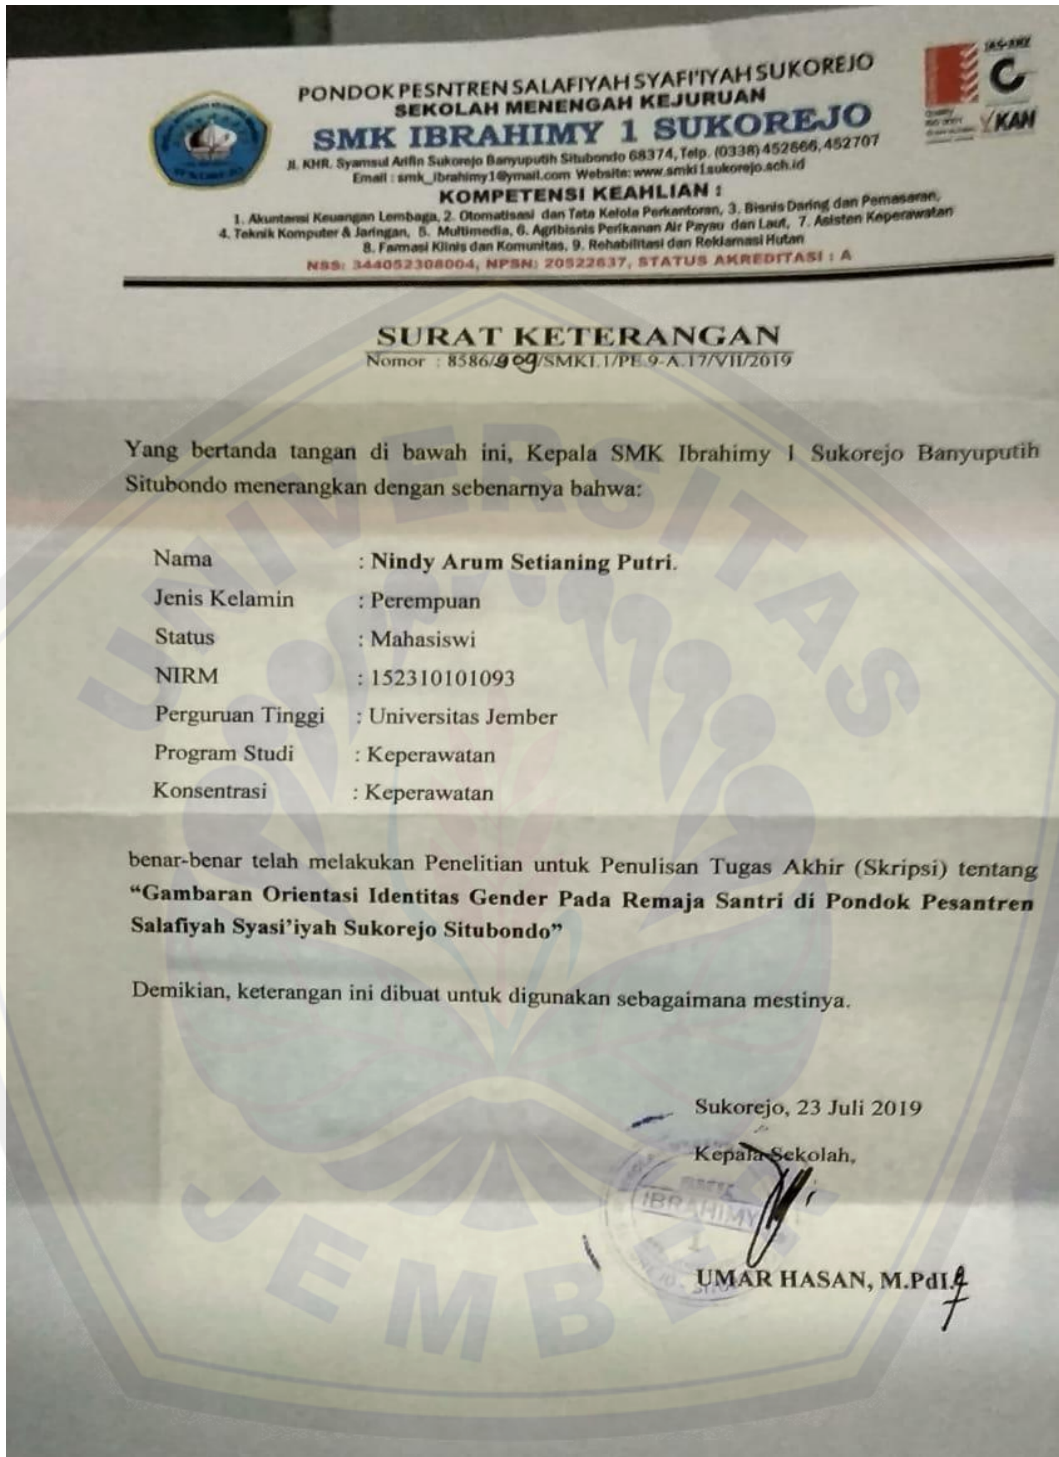 PONDOK PESNTREN SALAFIYAH SYAFI'IYAH SUKOREJO
SEKOLAH MENENGAH KEJURUAN
SMK IBRAHIMY 1 SUKOREJO
Jl. KHR. Syamsul Arifin Sukorejo Banyuputih Situbondo 68374, Telp. (0338) 452666, 452707
Email : smk_ibrahimy1@ymail.com Website: www.smki1sukorejo.sch.id
KOMPETENSI KEAHLIAN :
1. Akuntansi Keuangan Lembaga, 2. Otomatisasi dan Tata Kelola Perkantoran, 3. Bisnis Daring dan Pemasaran,
4. Teknik Komputer & Jaringan, 5. Multimedia, 6. Agribisnis Perikanan Air Payau dan Laut, 7. Asisten Keperawatan
8. Farmasi Klinis dan Komunitas, 9. Rehabilitasi dan Reklamasi Hutan
NSS: 344052308004, NPSN: 20522637, STATUS AKREDITASI : A
JAS-ANZ
KAN
SURAT KETERANGAN
Nomor : 8586/909/SMKI.1/PE.9-A.17/VII/2019
Yang bertanda tangan di bawah ini, Kepala SMK Ibrahimy 1 Sukorejo Banyuputih
Situbondo menerangkan dengan sebenarnya bahwa:
Nama : Nindy Arum Setianing Putri.
Jenis Kelamin : Perempuan
Status : Mahasiswi
NIRM : 152310101093
Perguruan Tinggi : Universitas Jember
Program Studi : Keperawatan
Konsentrasi : Keperawatan
benar-benar telah melakukan Penelitian untuk Penulisan Tugas Akhir (Skripsi) tentang
“Gambaran Orientasi Identitas Gender Pada Remaja Santri di Pondok Pesantren
Salafiyah Syasi’iyah Sukorejo Situbondo”
Demikian, keterangan ini dibuat untuk digunakan sebagaimana mestinya.
Sukorejo, 23 Juli 2019
Kepala Sekolah,
IBRAHIMY
1
UMAR HASAN, M.PdI.
UNIVERSITAS
JEMBER